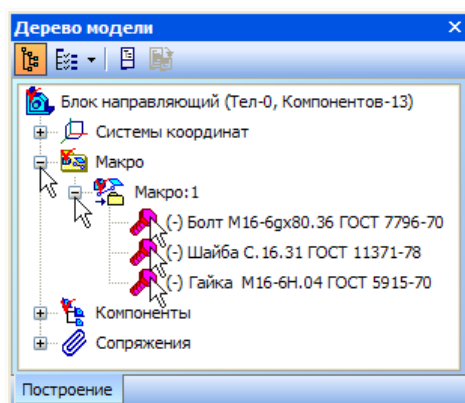 Дерево модели
Блок направляющий (Тел-0, Компонентов-13)
Системы координат
Макро
Макро:1
(-) Болт М16-6gx80.36 ГОСТ 7796-70
(-) Шайба С.16.31 ГОСТ 11371-78
(-) Гайка М16-6Н.04 ГОСТ 5915-70
Компоненты
Сопряжения
Построение